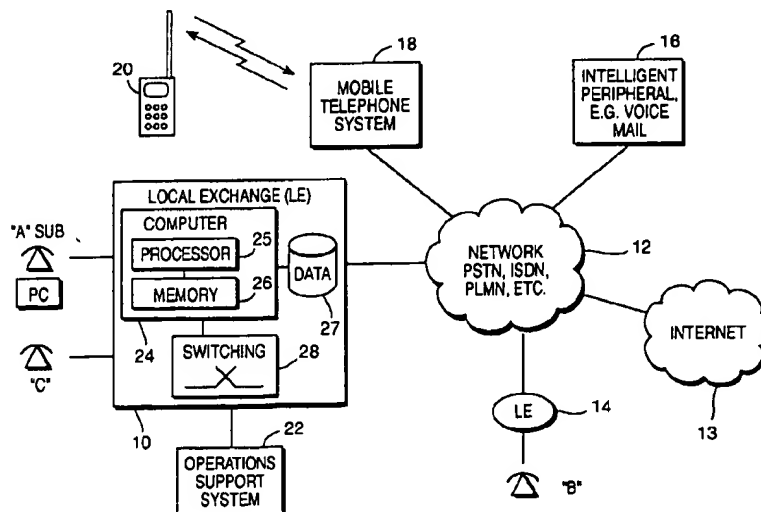 20
18
MOBILE
TELEPHONE
SYSTEM
16
INTELLIGENT
PERIPHERAL,
E.G. VOICE
MAIL
LOCAL EXCHANGE (LE)
COMPUTER
PROCESSOR
25
MEMORY
26
24
DATA
27
SWITCHING
28
"A" SUB
PC
"C"
10
22
OPERATIONS
SUPPORT
SYSTEM
NETWORK
PSTN, ISDN,
PLMN, ETC.
12
INTERNET
13
LE
14
"B"